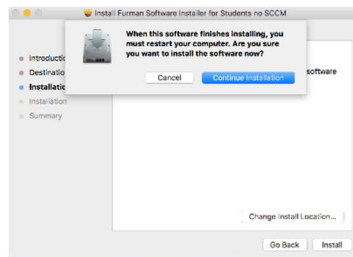 Install Furman Software Installer for Students no SCCM
When this software finishes installing, you
must restart your computer. Are you sure
you want to install the software now?
Cancel
Continue Installation
Introductio
Destinatio
software
Installatio
Installation
Summary
Change Install Location...
Go Back
Install